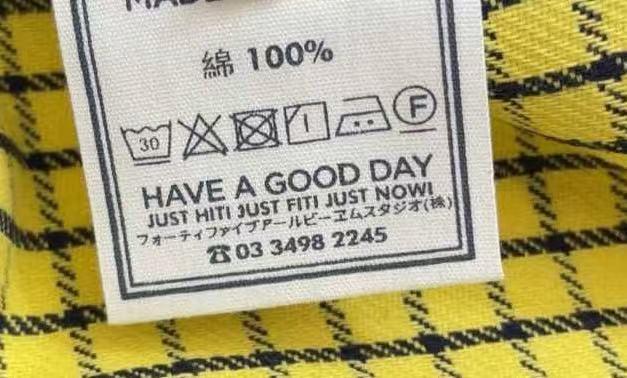 綿 100%
30
F
HAVE A GOOD DAY
JUST HIT! JUST FIT! JUST NOW!
フォーティファイブアールピーエムスタジオ(株)
☎03 3498 2245